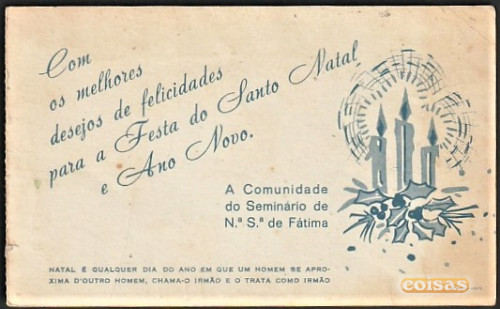 Com
os melhores
desejos de felicidades
para a Festa do Santo Natal
e Ano Novo.
A Comunidade
do Seminário de
N.ª S.ª de Fátima
NATAL É QUALQUER DIA DO ANO EM QUE UM HOMEM SE APRO-
XIMA D'OUTRO HOMEM, CHAMA-O IRMÃO E O TRATA COMO IRMÃO
coisas